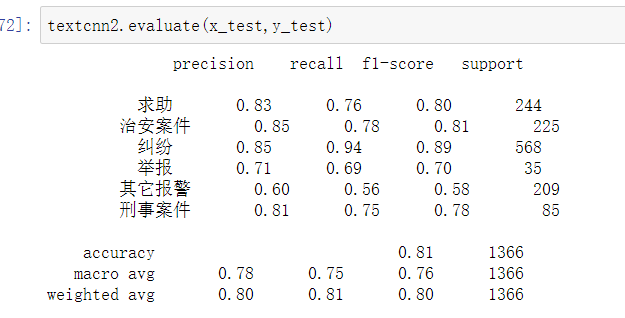 72]: textcnn2.evaluate(x_test,y_test)
precision recall f1-score support
求助 0.83 0.76 0.80 244
治安案件 0.85 0.78 0.81 225
纠纷 0.85 0.94 0.89 568
举报 0.71 0.69 0.70 35
其它报警 0.60 0.56 0.58 209
刑事案件 0.81 0.75 0.78 85
accuracy 0.81 1366
macro avg 0.78 0.75 0.76 1366
weighted avg 0.80 0.81 0.80 1366